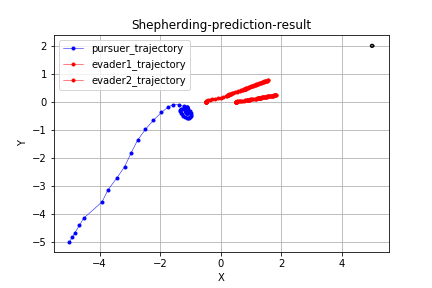 Shepherding-prediction-result
pursuer_trajectory
evader1_trajectory
evader2_trajectory
2
1
0
−1
−2
−3
−4
−5
Y
−4
−2
0
2
4
X